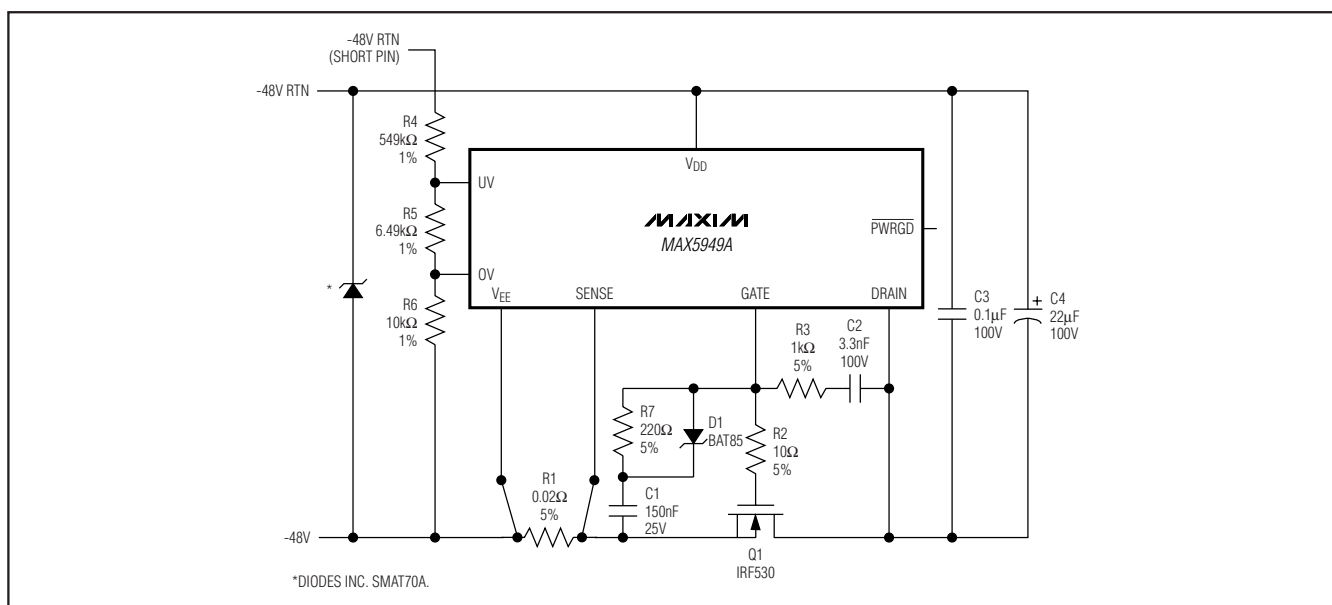 -48V RTN
(SHORT PIN)
-48V RTN
R4
549kΩ
1%
UV
R5
6.49kΩ
1%
OV
R6
10kΩ
1%
*
VDD
MAXIM
MAX5949A
PWRGD
VEE
SENSE
GATE
DRAIN
R3
1kΩ
5%
C2
3.3nF
100V
C3
0.1μF
100V
+
C4
22μF
100V
R7
220Ω
5%
D1
BAT85
R2
10Ω
5%
R1
0.02Ω
5%
C1
150nF
25V
-48V
Q1
IRF530
*DIODES INC. SMAT70A.